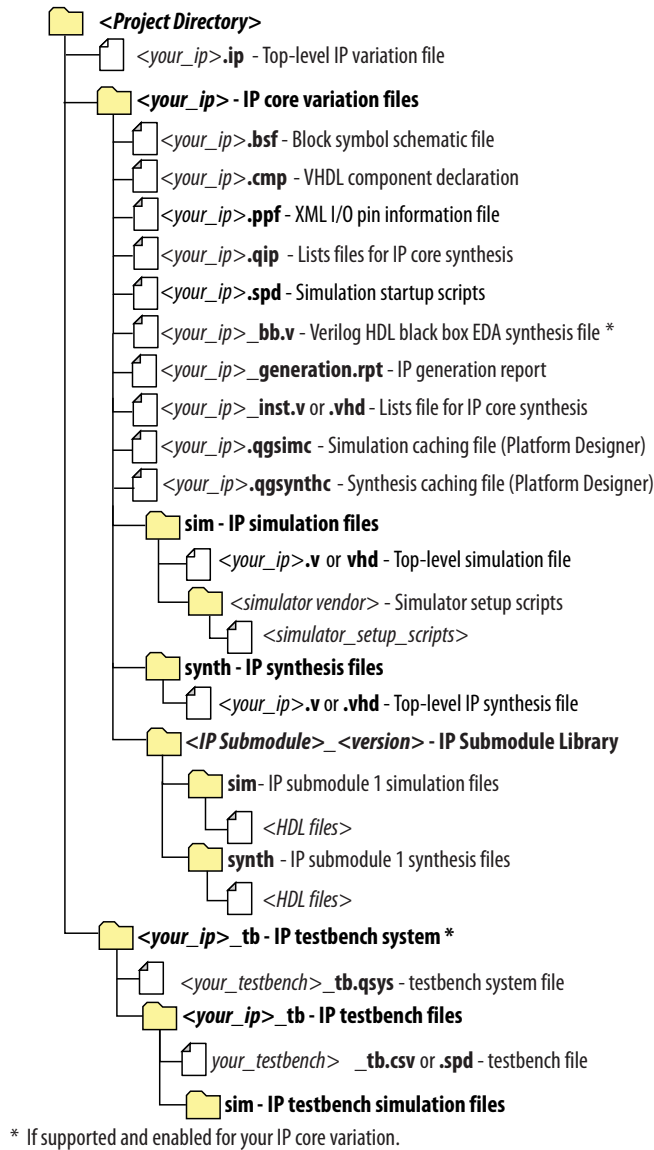 <Project Directory>
<your_ip>.ip - Top-level IP variation file
<your_ip> - IP core variation files
<your_ip>.bsf - Block symbol schematic file
<your_ip>.cmp - VHDL component declaration
<your_ip>.ppf - XML I/O pin information file
<your_ip>.qip - Lists files for IP core synthesis
<your_ip>.spd - Simulation startup scripts
<your_ip>_bb.v - Verilog HDL black box EDA synthesis file *
<your_ip>_generation.rpt - IP generation report
<your_ip>_inst.v or .vhd - Lists file for IP core synthesis
<your_ip>.qgsimc - Simulation caching file (Platform Designer)
<your_ip>.qgsynthc - Synthesis caching file (Platform Designer)
sim - IP simulation files
<your_ip>.v or vhd - Top-level simulation file
<simulator vendor> - Simulator setup scripts
<simulator_setup_scripts>
synth - IP synthesis files
<your_ip>.v or .vhd - Top-level IP synthesis file
<IP Submodule>_<version> - IP Submodule Library
sim- IP submodule 1 simulation files
<HDL files>
synth - IP submodule 1 synthesis files
<HDL files>
<your_ip>_tb - IP testbench system *
<your_testbench>_tb.qsys - testbench system file
<your_ip>_tb - IP testbench files
your_testbench> _tb.csv or .spd - testbench file
sim - IP testbench simulation files
* If supported and enabled for your IP core variation.